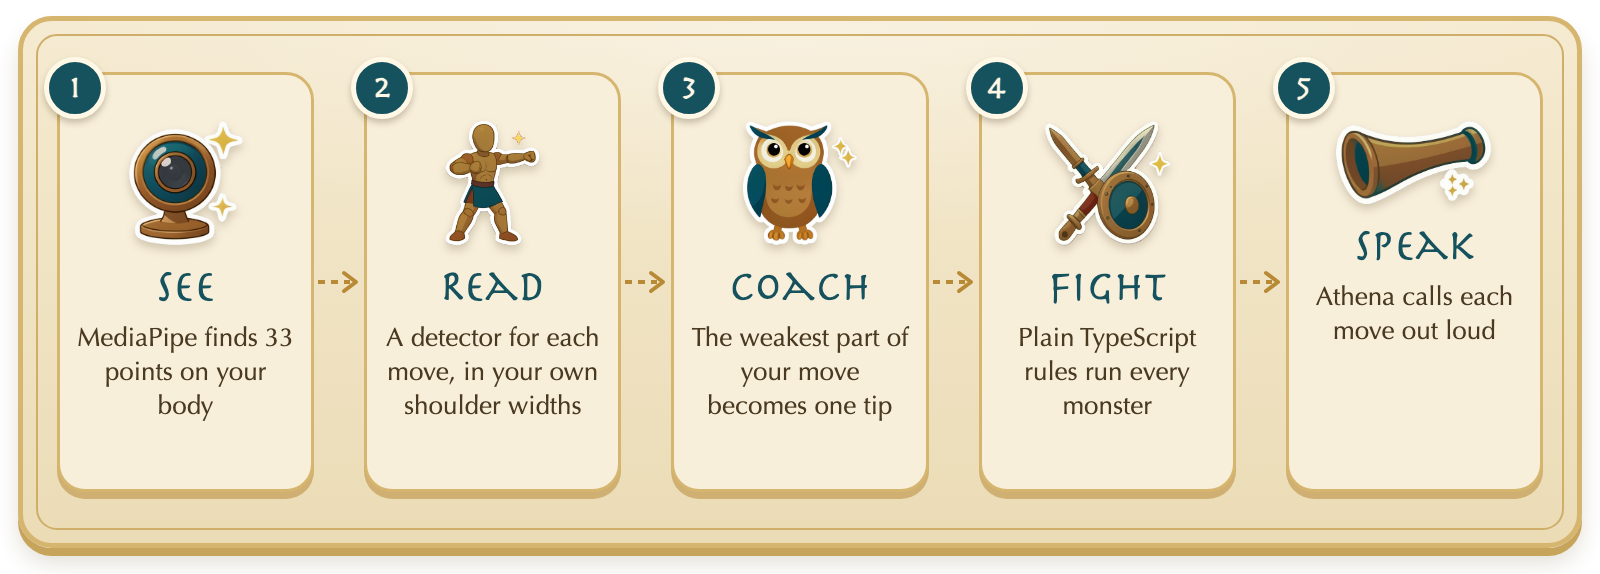 1
SEE
MediaPipe finds 33
points on your
body
2
READ
A detector for each
move, in your own
shoulder widths
3
COACH
The weakest part of
your move
becomes one tip
4
FIGHT
Plain TypeScript
rules run every
monster
5
SPEAK
Athena calls each
move out loud